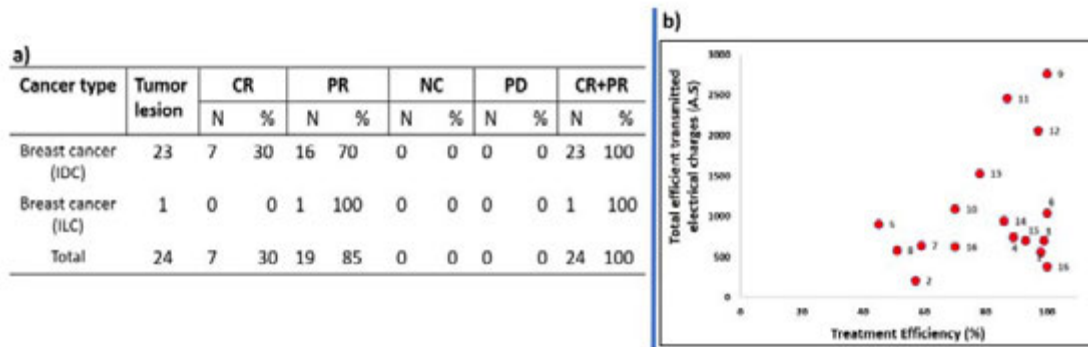 a)
Cancer type Tumor lesion CR PR NC PD CR+PR
N % N % N % N % N %
Breast cancer (IDC) 23 7 30 16 70 0 0 0 0 23 100
Breast cancer (ILC) 1 0 0 1 100 0 0 0 0 1 100
Total 24 7 30 19 85 0 0 0 0 24 100
b)
Total efficient transmitted
electrical charges (A.S)
3000
2500
2000
1500
1000
500
0
9
11
12
13
6
10
14
5
15
3
4
7
16
8
2
16
0 20 40 60 80 100
Treatment Efficiency (%)